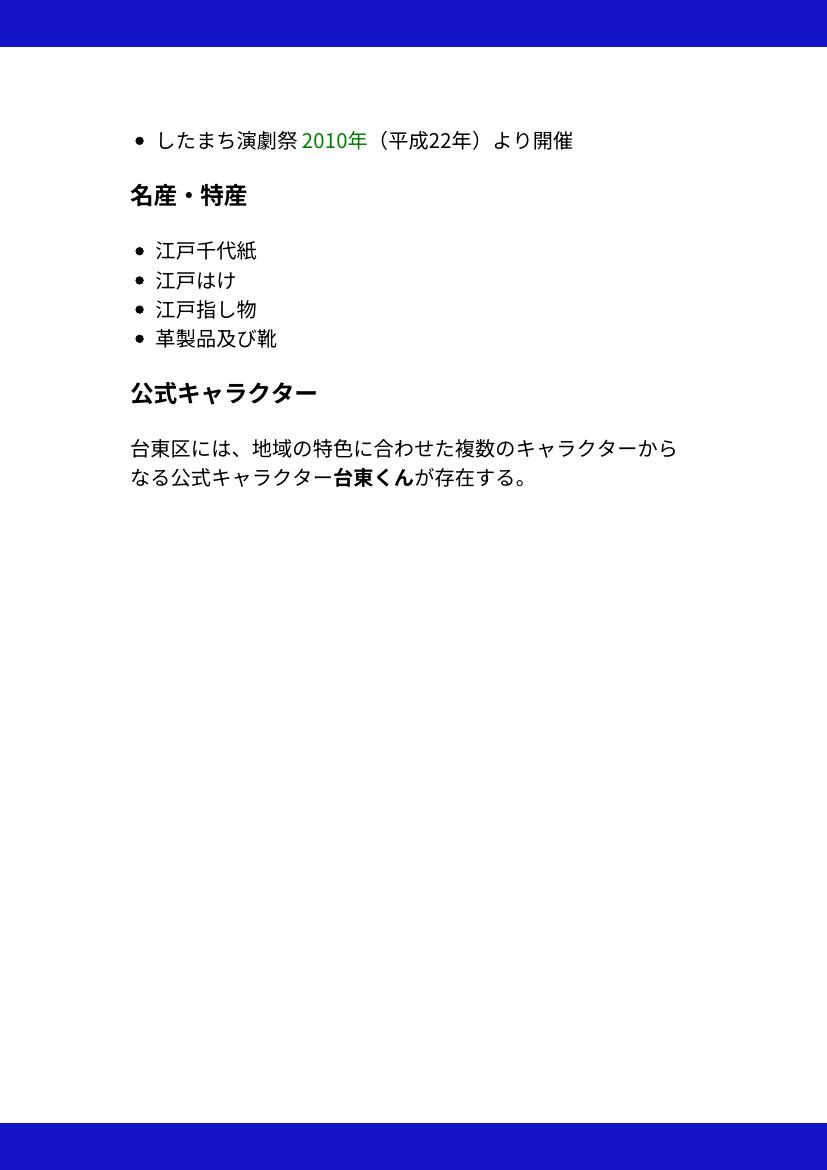 • したまち演劇祭 2010年（平成22年）より開催
名産・特産
• 江戸千代紙
• 江戸はけ
• 江戸指し物
• 革製品及び靴
公式キャラクター
台東区には、地域の特色に合わせた複数のキャラクターから
なる公式キャラクター台東くんが存在する。